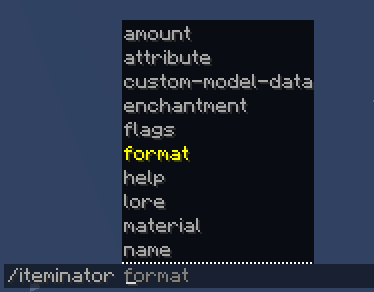 amount
attribute
custom-model-data
enchantment
flags
format
help
lore
material
name
/iteminator format